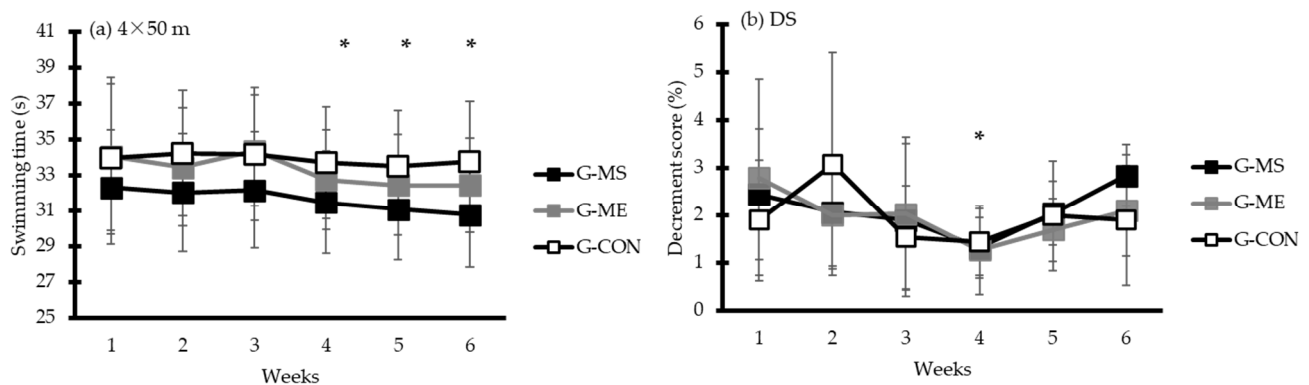 (a) 4×50 m
Swimming time (s)
41
39
37
35
33
31
29
27
25
* * *
1 2 3 4 5 6
Weeks
G-MS
G-ME
G-CON
(b) DS
Decrement score (%)
6
5
4
3
2
1
0
*
1 2 3 4 5 6
Weeks
G-MS
G-ME
G-CON